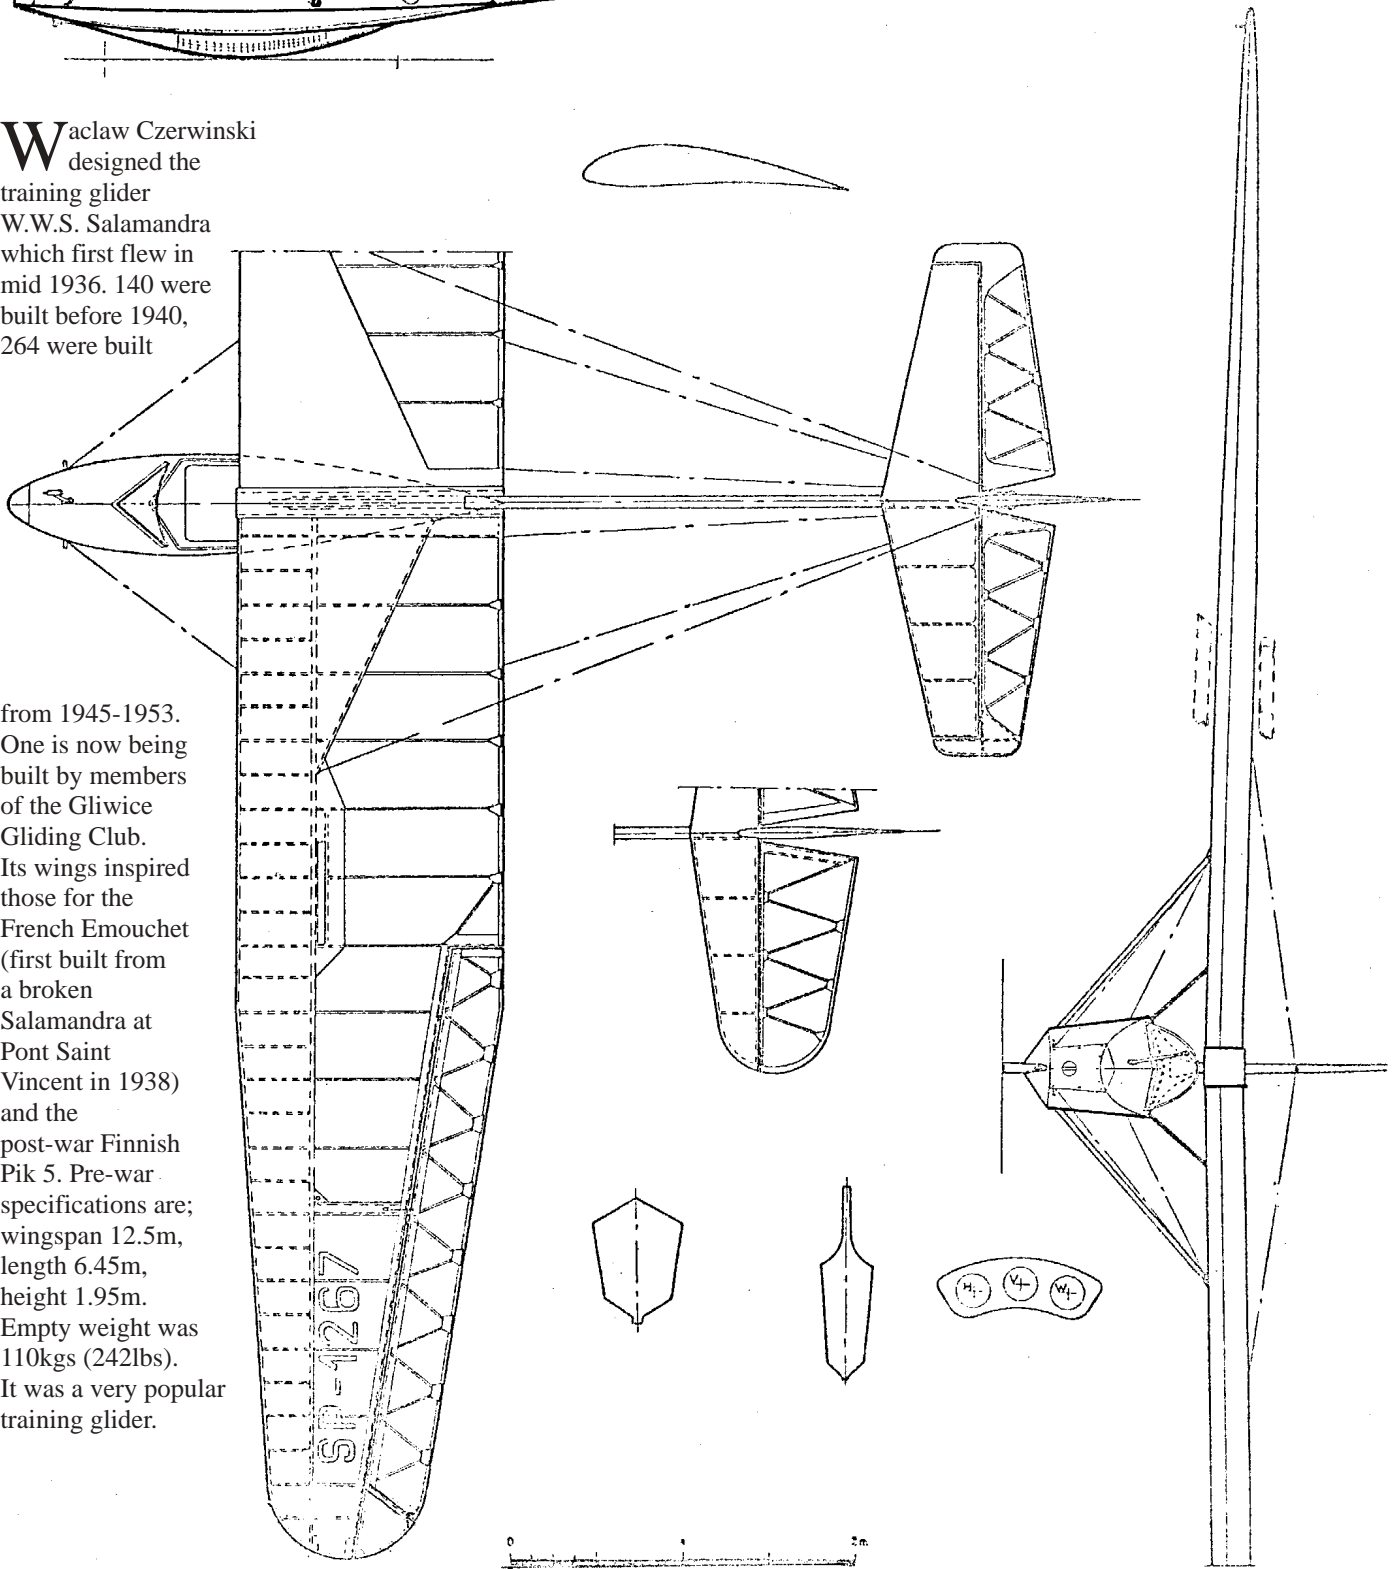 Waclaw Czerwinski
designed the
training glider
W.W.S. Salamandra
which first flew in
mid 1936. 140 were
built before 1940,
264 were built
from 1945-1953.
One is now being
built by members
of the Gliwice
Gliding Club.
Its wings inspired
those for the
French Emouchet
(first built from
a broken
Salamandra at
Pont Saint
Vincent in 1938)
and the
post-war Finnish
Pik 5. Pre-war
specifications are;
wingspan 12.5m,
length 6.45m,
height 1.95m.
Empty weight was
110kgs (242lbs).
It was a very popular
training glider.
SP-1267
H V W
0 1 2m